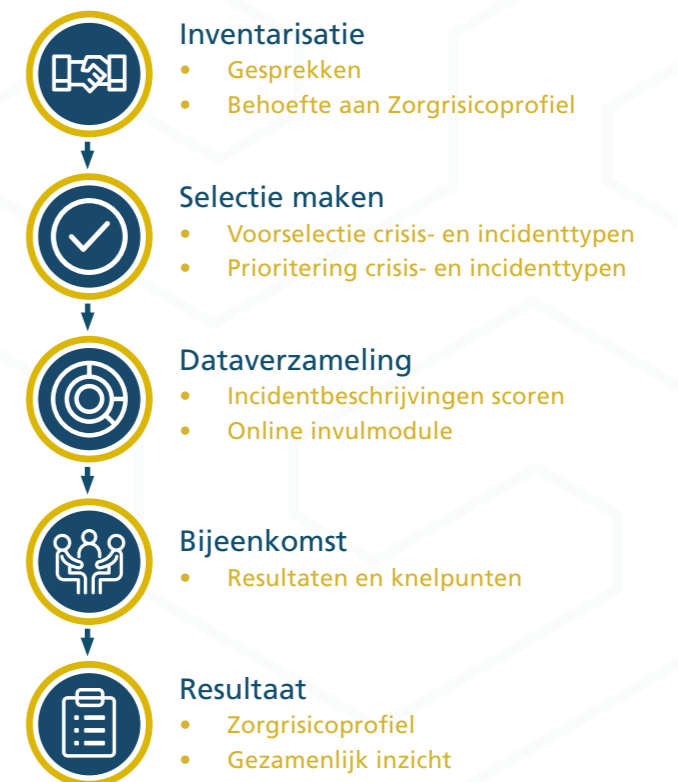 Inventarisatie
• Gesprekken
• Behoefte aan Zorgrisicoprofiel
Selectie maken
• Voorselectie crisis- en incidenttypen
• Prioritering crisis- en incidenttypen
Dataverzameling
• Incidentbeschrijvingen scoren
• Online invulmodule
Bijeenkomst
• Resultaten en knelpunten
Resultaat
• Zorgrisicoprofiel
• Gezamenlijk inzicht